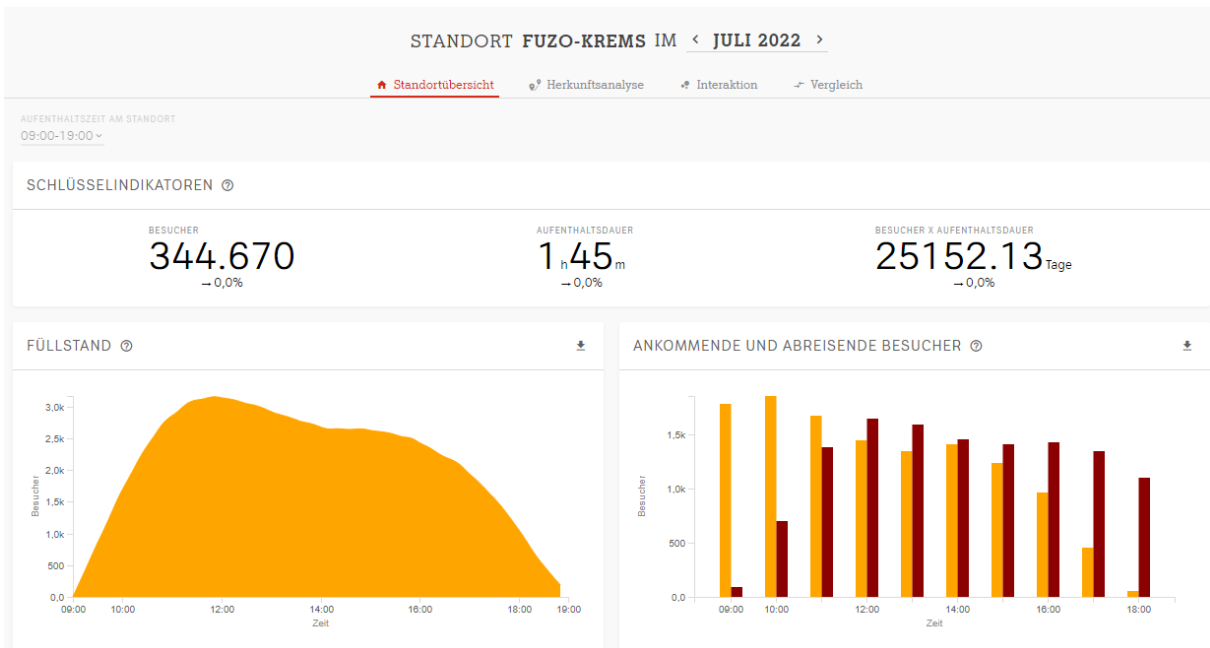 STANDORT FUZO-KREMS IM < JULI 2022 >
Standortübersicht Herkunftsanalyse Interaktion Vergleich
AUFENTHALTSZEIT AM STANDORT
09:00-19:00
SCHLÜSSELINDIKATOREN
BESUCHER
344.670
→0,0%
AUFENTHALTSDAUER
1 h 45 m
→0,0%
BESUCHER X AUFENTHALTSDAUER
25152.13 Tage
→0,0%
FÜLLSTAND
3,0k
2,5k
2,0k
1,5k
1,0k
500
0,0
Besucher
09:00 10:00 12:00 14:00 16:00 18:00 19:00
Zeit
ANKOMMENDE UND ABREISENDE BESUCHER
1,5k
1,0k
500
0,0
Besucher
09:00 10:00 12:00 14:00 16:00 18:00
Zeit